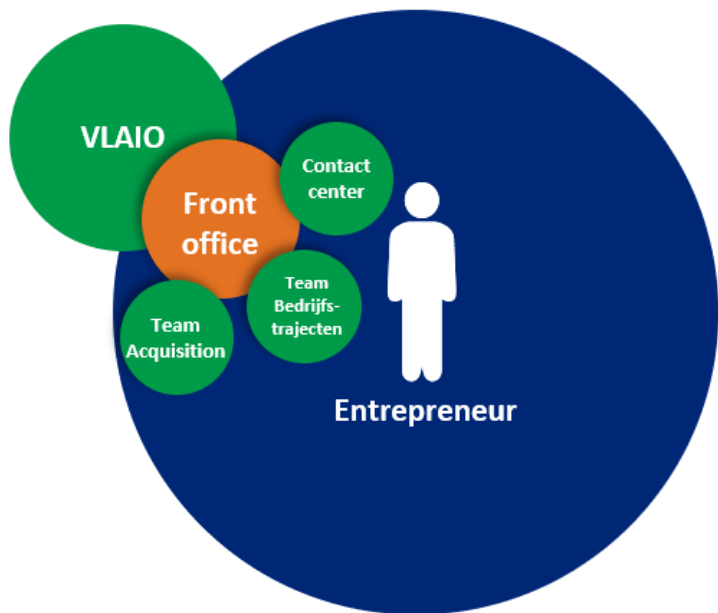 VLAIO
Contact
center
Front
office
Team
Bedrijfs-
trajecten
Team
Acquisition
Entrepreneur